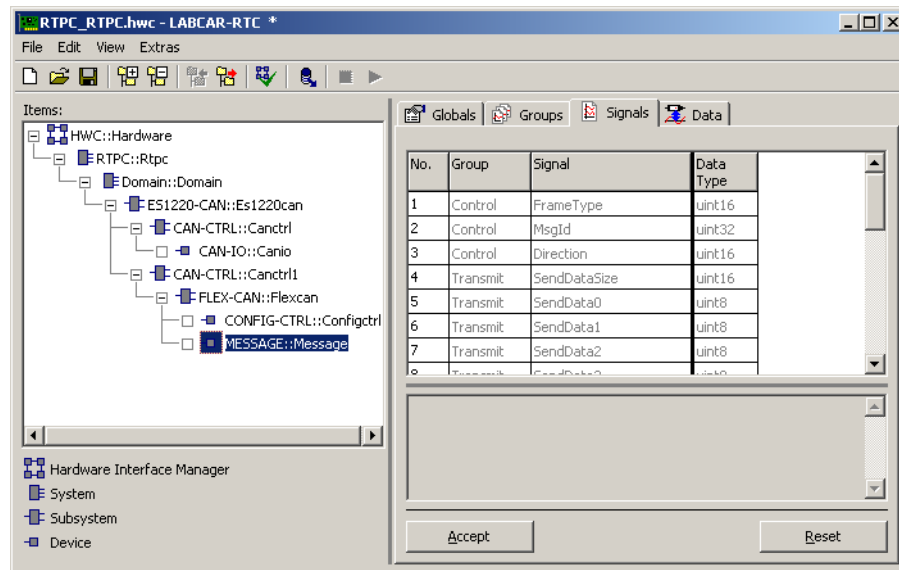 RTPC_RTPC.hwc - LABCAR-RTC *
File Edit View Extras
Items:
HWC::Hardware
RTPC::Rtpc
Domain::Domain
ES1220-CAN::Es1220can
CAN-CTRL::Canctrl
CAN-IO::Canio
CAN-CTRL::Canctrl1
FLEX-CAN::Flexcan
CONFIG-CTRL::Configctrl
MESSAGE::Message
Hardware Interface Manager
System
Subsystem
Device
Globals Groups Signals Data
No. Group Signal Data Type
1 Control FrameType uint16
2 Control MsgId uint32
3 Control Direction uint16
4 Transmit SendDataSize uint16
5 Transmit SendData0 uint8
6 Transmit SendData1 uint8
7 Transmit SendData2 uint8
Accept Reset